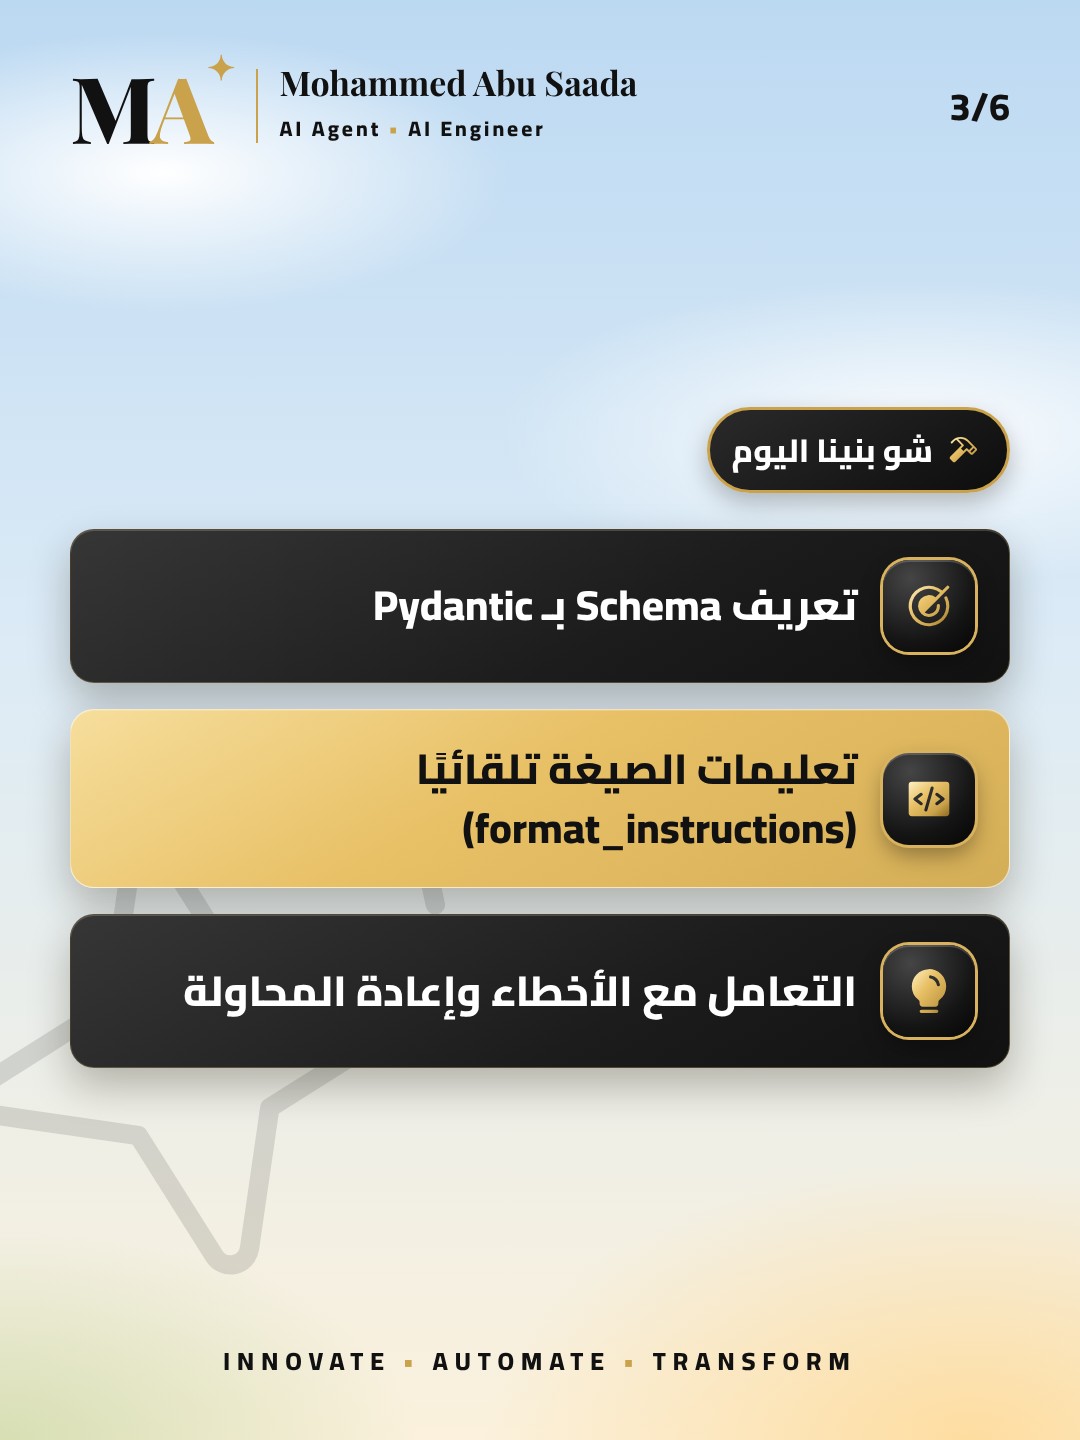 MA
Mohammed Abu Saada
AI Agent ▪ AI Engineer
3/6
شو بنينا اليوم
تعريف Schema بـ Pydantic
تعليمات الصيغة تلقائيًا
(format_instructions)
التعامل مع الأخطاء وإعادة المحاولة
INNOVATE ▪ AUTOMATE ▪ TRANSFORM